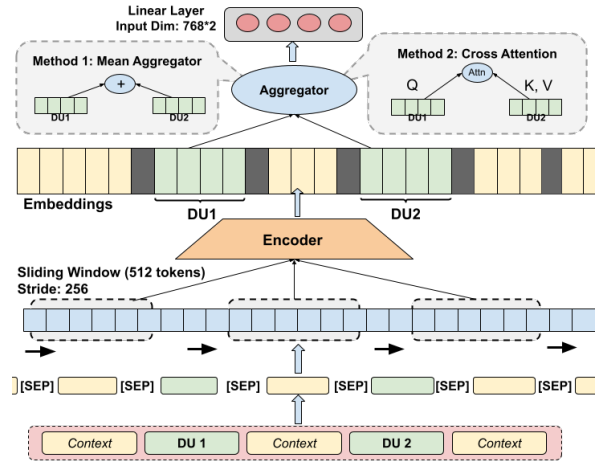 Linear Layer
Input Dim: 768*2
Method 1: Mean Aggregator
+
DU1
DU2
Aggregator
Method 2: Cross Attention
Attn
Q
K, V
DU1
DU2
Embeddings
DU1
DU2
Encoder
Sliding Window (512 tokens)
Stride: 256
[SEP] [SEP] [SEP] [SEP] [SEP] [SEP]
Context DU 1 Context DU 2 Context